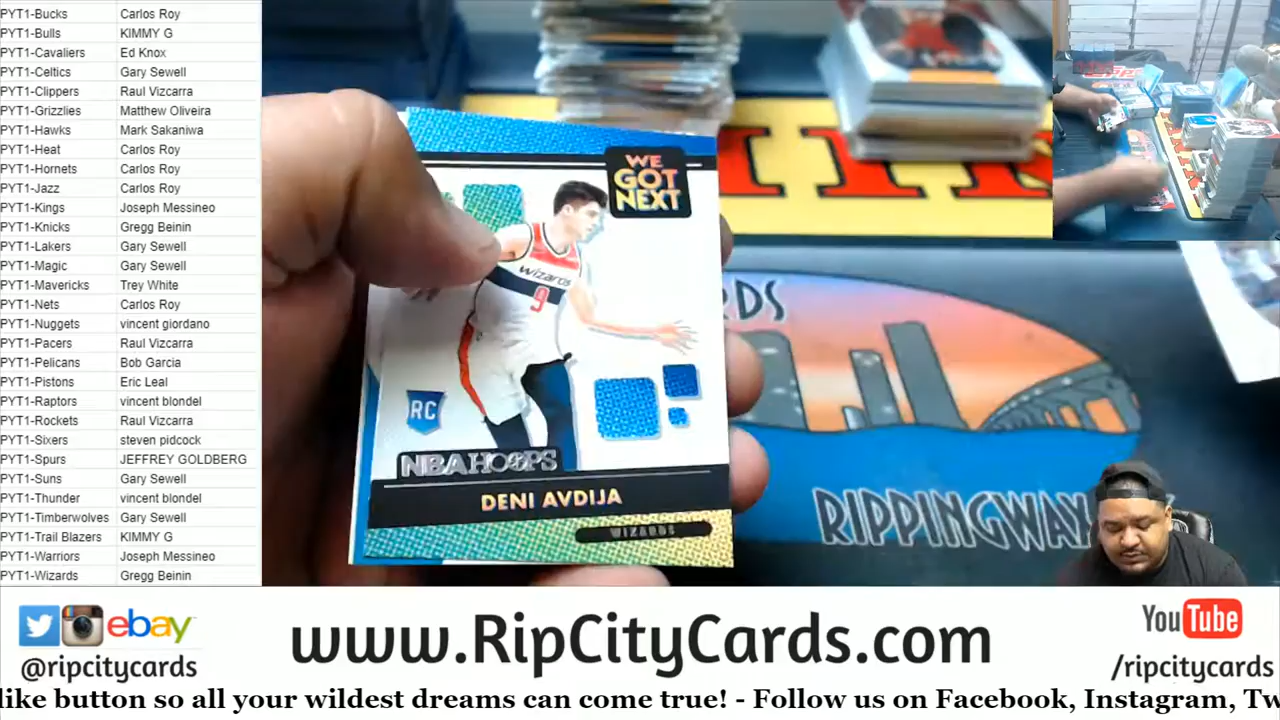 PYT1-Bucks Carlos Roy
PYT1-Bulls KIMMY G
PYT1-Cavaliers Ed Knox
PYT1-Celtics Gary Sewell
PYT1-Clippers Raul Vizcarra
PYT1-Grizzlies Matthew Oliveira
PYT1-Hawks Mark Sakaniwa
PYT1-Heat Carlos Roy
PYT1-Hornets Carlos Roy
PYT1-Jazz Carlos Roy
PYT1-Kings Joseph Messineo
PYT1-Knicks Gregg Beinin
PYT1-Lakers Gary Sewell
PYT1-Magic Gary Sewell
PYT1-Mavericks Trey White
PYT1-Nets Carlos Roy
PYT1-Nuggets vincent giordano
PYT1-Pacers Raul Vizcarra
PYT1-Pelicans Bob Garcia
PYT1-Pistons Eric Leal
PYT1-Raptors vincent blondel
PYT1-Rockets Raul Vizcarra
PYT1-Sixers steven pidcock
PYT1-Spurs JEFFREY GOLDBERG
PYT1-Suns Gary Sewell
PYT1-Thunder vincent blondel
PYT1-Timberwolves Gary Sewell
PYT1-Trail Blazers KIMMY G
PYT1-Warriors Joseph Messineo
PYT1-Wizards Gregg Beinin
WE
GOT
NEXT
wizards
9
RC
NBA HOOPS
DENI AVDIJA
WIZARDS
RDS
RIPPINGWAX
ebay
@ripcitycards
www.RipCityCards.com
YouTube
/ripcitycards
like button so all your wildest dreams can come true! - Follow us on Facebook, Instagram, Tw